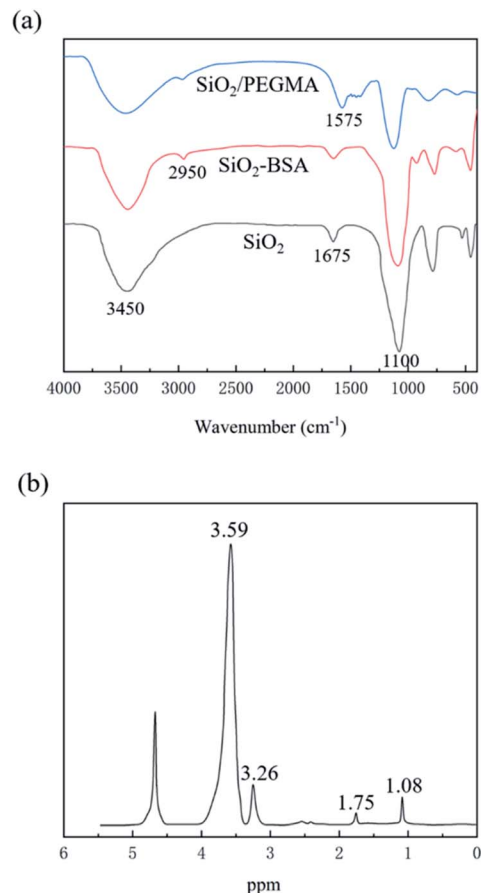 (a)
SiO₂/PEGMA
1575
2950
SiO₂-BSA
SiO₂
1675
3450
1100
4000 3500 3000 2500 2000 1500 1000 500
Wavenumber (cm⁻¹)
(b)
3.59
3.26
1.75
1.08
6 5 4 3 2 1 0
ppm